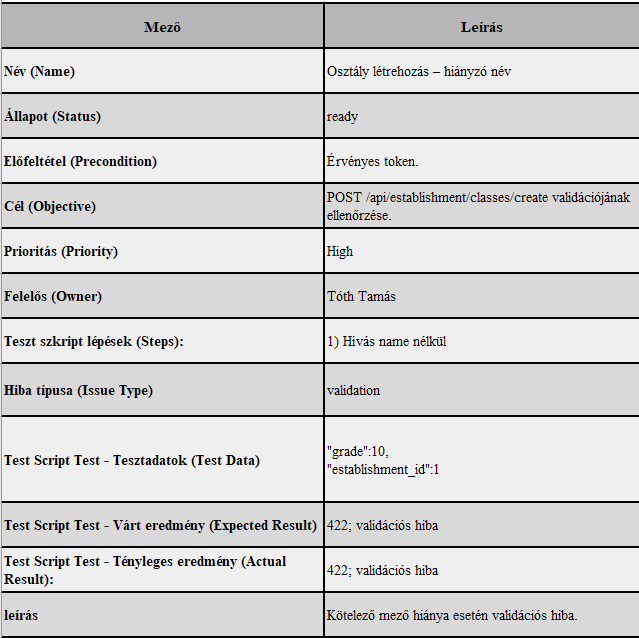 Mező Leírás
Név (Name) Osztály létrehozás – hiányzó név
Állapot (Status) ready
Előfeltétel (Precondition) Érvényes token.
Cél (Objective) POST /api/establishment/classes/create validációjának
ellenőrzése.
Prioritás (Priority) High
Felelős (Owner) Tóth Tamás
Teszt szkript lépések (Steps): 1) Hívás name nélkül
Hiba típusa (Issue Type) validation
Test Script Test - Tesztadatok (Test Data) "grade":10,
"establishment_id":1
Test Script Test - Várt eredmény (Expected Result) 422; validációs hiba
Test Script Test - Tényleges eredmény (Actual
Result): 422; validációs hiba
leírás Kötelező mező hiánya esetén validációs hiba.